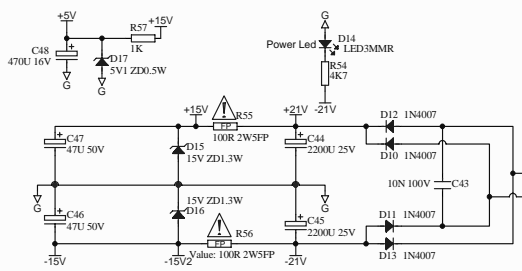 +5V
R57
+15V
C48
470U 16V
D17
5V1 ZD0.5W
1K
G
G
G
Power Led
D14
LED3MMR
R54
4K7
-21V
+15V
R55
FP
100R 2W5FP
+21V
D12 1N4007
D10 1N4007
C47
47U 50V
D15
15V ZD1.3W
C44
2200U 25V
10N 100V
C43
G
G
15V ZD1.3W
D16
C46
47U 50V
R56
FP
Value: 100R 2W5FP
C45
2200U 25V
D11
1N4007
D13 1N4007
-15V
-15V2
-21V